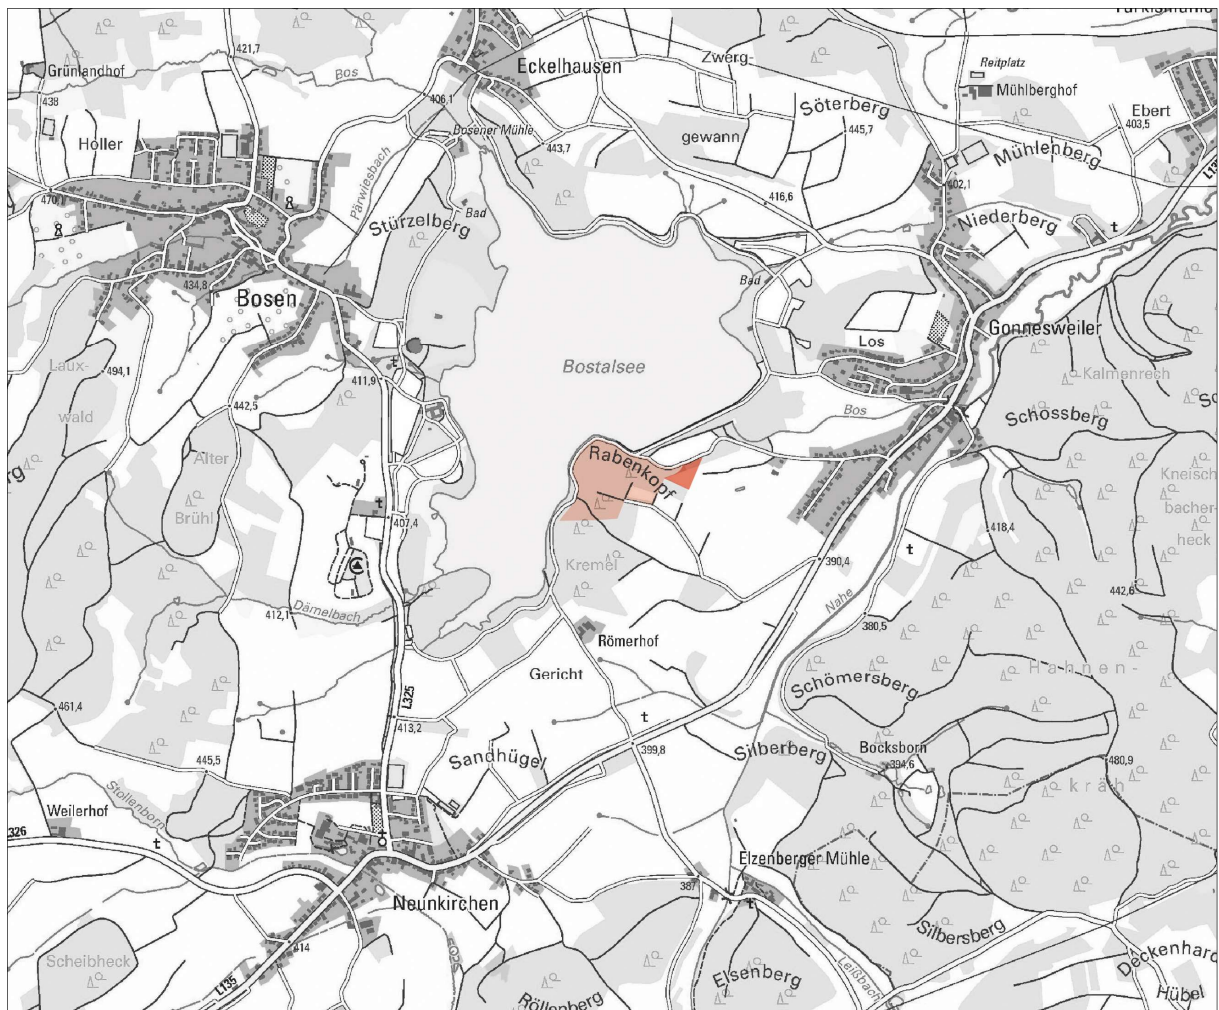 421,7
Eckelhausen
Zwerg-
Reitplatz
Grünlandhof
Bos
Mühlberghof
438
406,1
Söterberg
Ebert
Bosener Mühle
gewann
445,7
403,5
Höller
443,7
Mühlenberg
Pärwiesbach
402,1
416,6
Bad
Stürzelberg
Niederberg
434,8
Bad
Bosen
Gonnesweiler
Los
Bostalsee
Laux-
494,1
411,9
Kalmenrech
442,5
Bos
wald
Schossberg
Alter
Rabenkopf
Kneisch
Brühl
407,4
bacher-
418,4
heck
Kremel
390,4
Nahe
442,6
Dämelbach
412,1
380,5
Römerhof
Hahnen-
Gericht
Schömersberg
L325
461,4
413,2
399,8
Silberberg
Bocksborn
Sandhügel
394,6
480,9
445,5
kräh
Stollenborn
Weilerhof
Elzenberger Mühle
387
Neunkirchen
414
Silbersberg
Scheibheck
Leißbach
Deckenhard
L135
Elsenberg
Röllenberg
Hübel